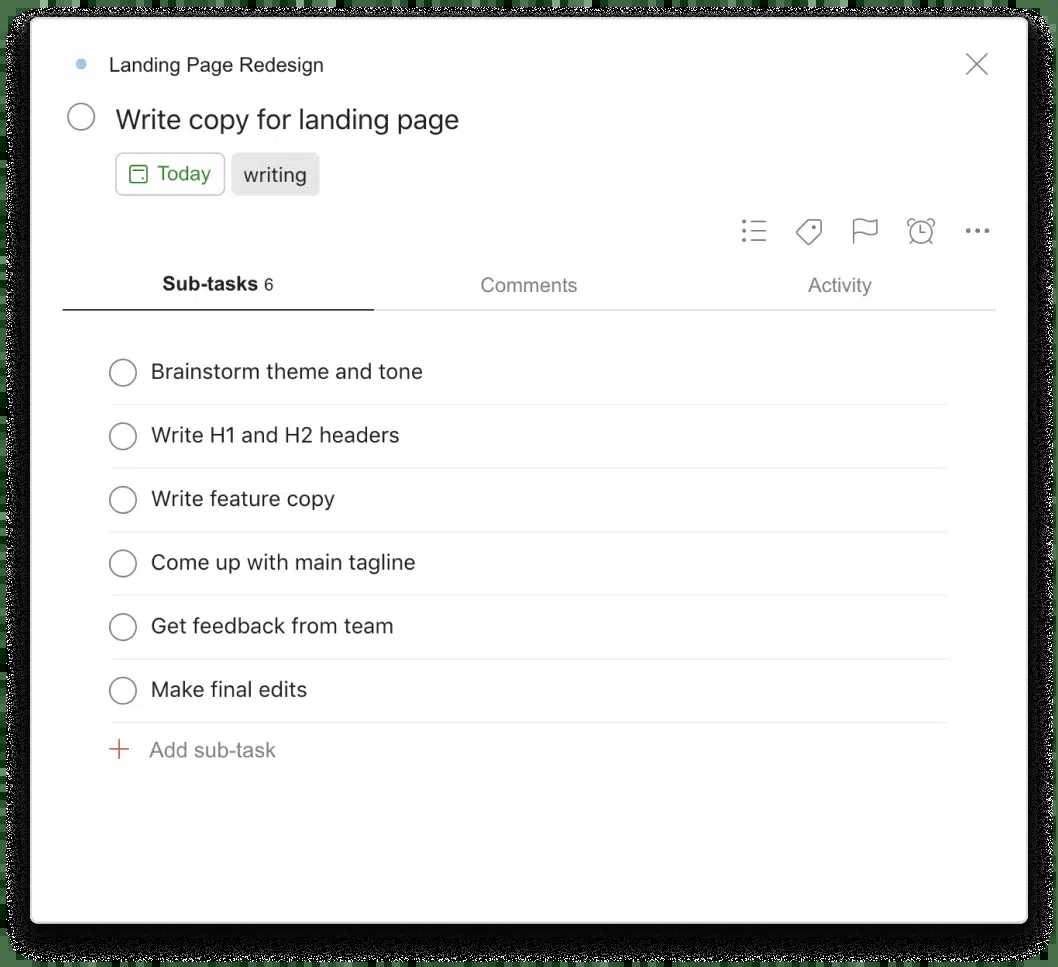 Landing Page Redesign
Write copy for landing page
Today writing
Sub-tasks 6 Comments Activity
Brainstorm theme and tone
Write H1 and H2 headers
Write feature copy
Come up with main tagline
Get feedback from team
Make final edits
Add sub-task